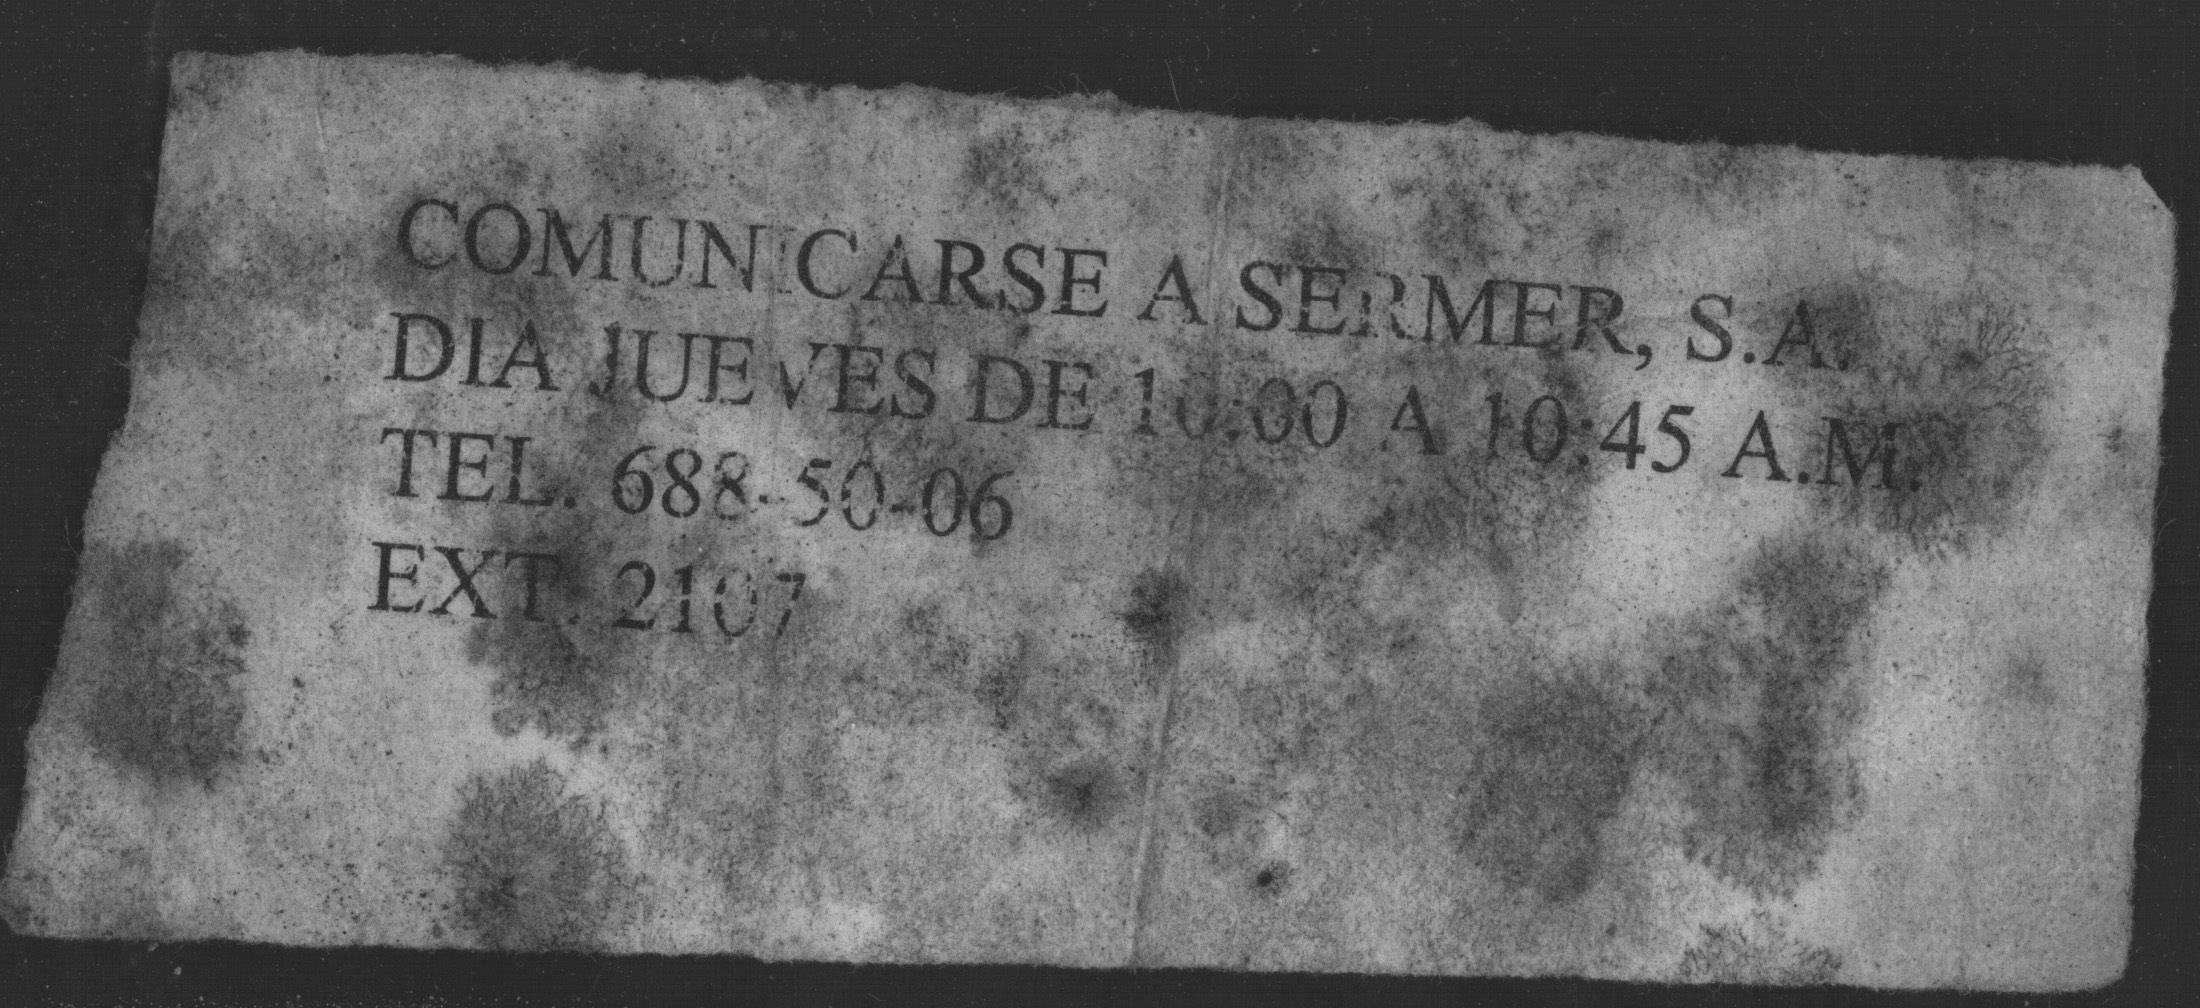 COMUNICARSE A SERMER, S.A.
DIA JUEVES DE 10:00 A 10:45 A.M.
TEL. 688-50-06
EXT. 2107